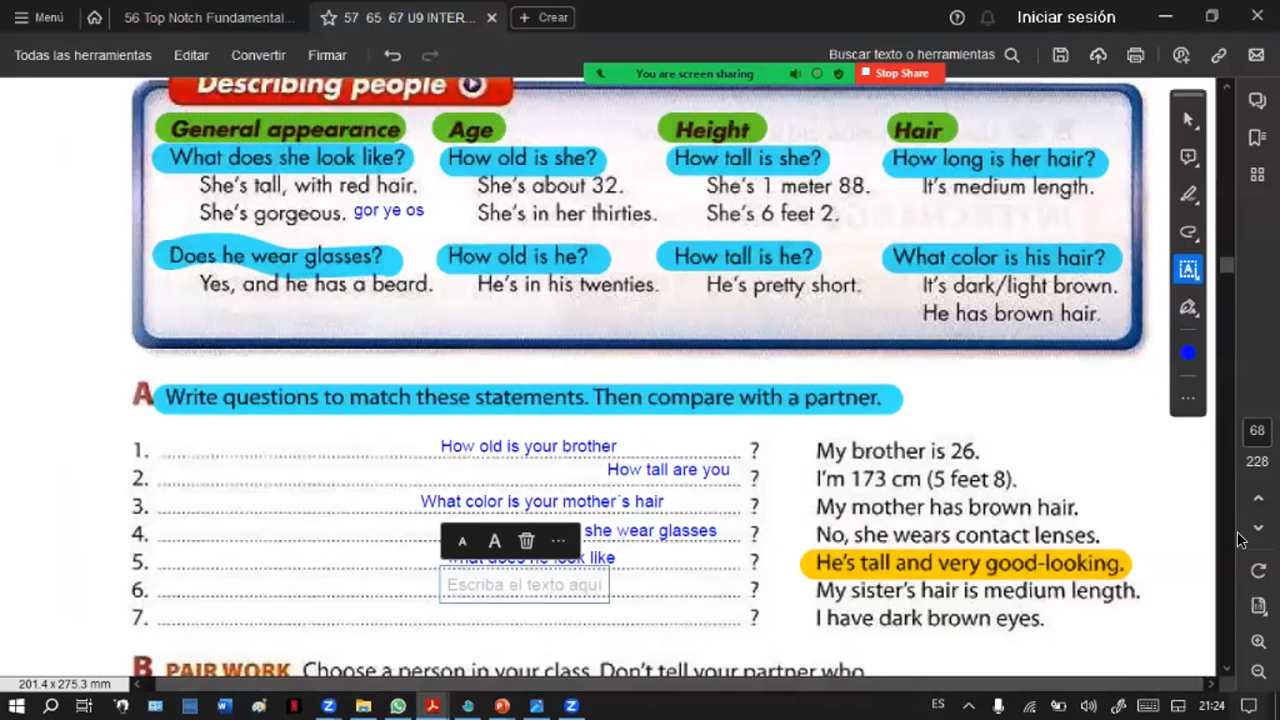 Menú
56 Top Notch Fundamental...
57 65 67 U9 INTER...
Crear
Iniciar sesión
Todas las herramientas
Editar
Convertir
Firmar
Buscar texto o herramientas
You are screen sharing
Stop Share
Describing people
General appearance
What does she look like?
She's tall, with red hair.
She's gorgeous. gor ye os
Does he wear glasses?
Yes, and he has a beard.
Age
How old is she?
She's about 32.
She's in her thirties.
How old is he?
He's in his twenties.
Height
How tall is she?
She's 1 meter 88.
She's 6 feet 2.
How tall is he?
He's pretty short.
Hair
How long is her hair?
It's medium length.
What color is his hair?
It's dark/light brown.
He has brown hair.
A Write questions to match these statements. Then compare with a partner.
1. How old is your brother ? My brother is 26.
2. How tall are you ? I'm 173 cm (5 feet 8).
3. What color is your mother´s hair ? My mother has brown hair.
4. she wear glasses ? No, she wears contact lenses.
5. what does he look like ? He's tall and very good-looking.
6. Escriba el texto aquí ? My sister's hair is medium length.
7. ? I have dark brown eyes.
B PAIR WORK Choose a person in your class. Don't tell your partner who
68
228
201.4 x 275.3 mm
ES
21:24